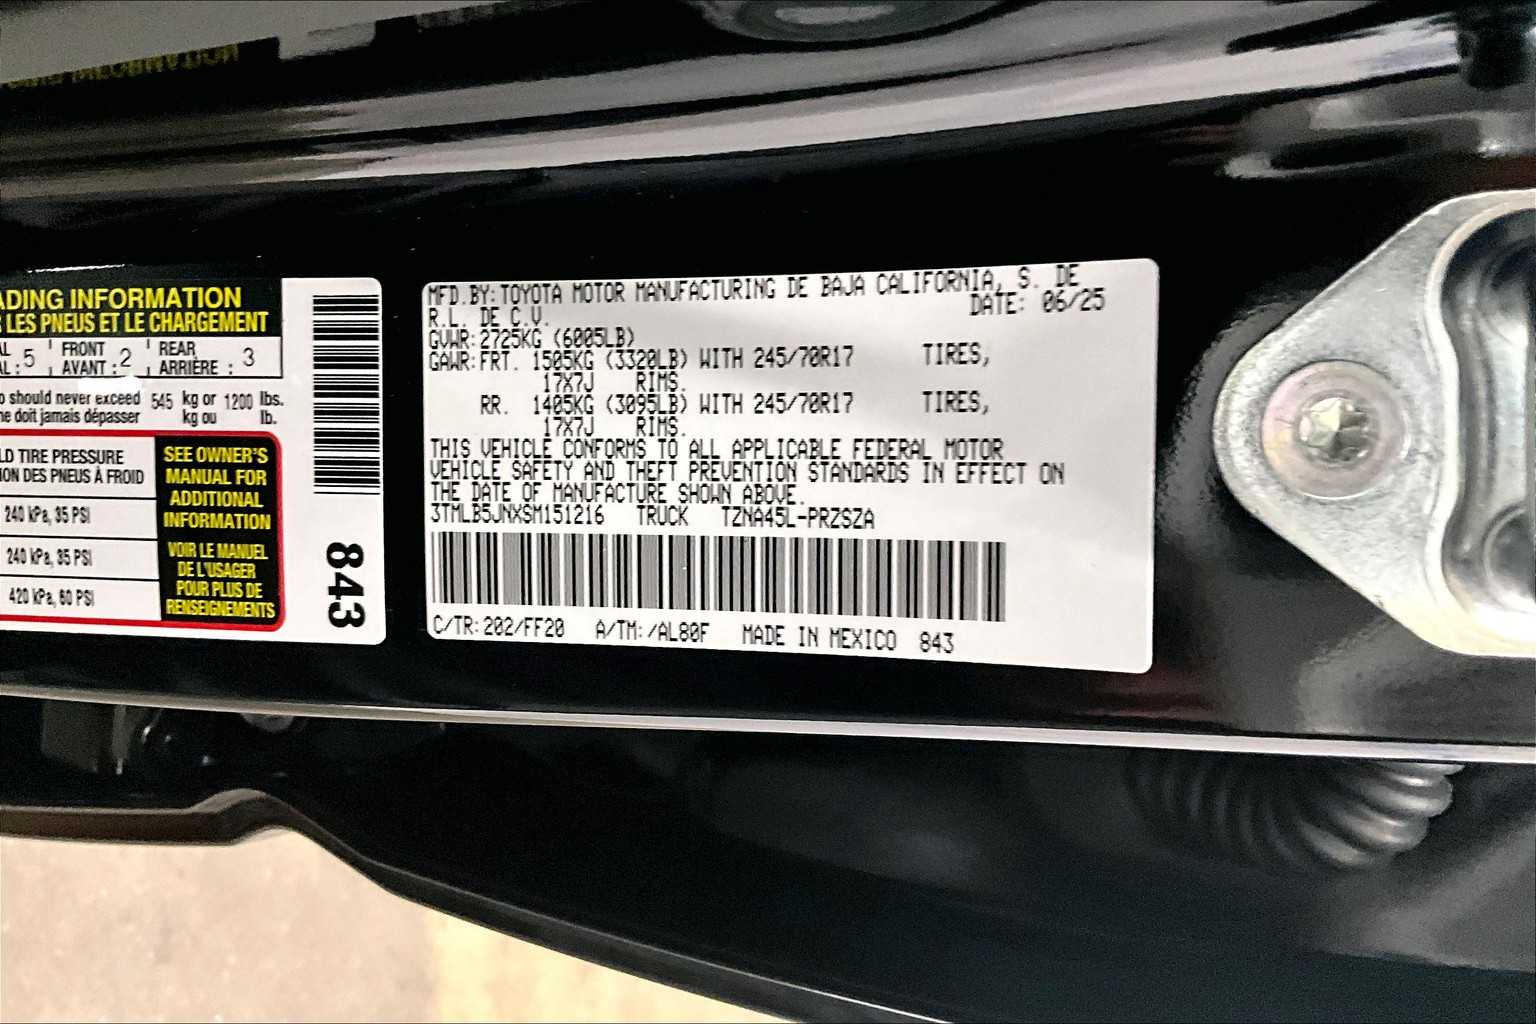 ADING INFORMATION
LES PNEUS ET LE CHARGEMENT
AL : 5 FRONT AVANT : 2 REAR ARRIÈRE : 3
should never exceed 545 kg or 1200 lbs.
ne doit jamais dépasser kg ou lb.
LD TIRE PRESSURE
ION DES PNEUS À FROID
240 kPa, 35 PSI
240 kPa, 35 PSI
420 kPa, 60 PSI
SEE OWNER'S
MANUAL FOR
ADDITIONAL
INFORMATION
VOIR LE MANUEL
DE L'USAGER
POUR PLUS DE
RENSEIGNEMENTS
843
MFD.BY:TOYOTA MOTOR MANUFACTURING DE BAJA CALIFORNIA, S. DE
R.L. DE C.V. DATE: 06/25
GVWR:2725KG (6005LB)
GAWR:FRT. 1505KG (3320LB) WITH 245/70R17 TIRES,
17X7J RIMS.
RR. 1405KG (3095LB) WITH 245/70R17 TIRES,
17X7J RIMS.
THIS VEHICLE CONFORMS TO ALL APPLICABLE FEDERAL MOTOR
VEHICLE SAFETY AND THEFT PREVENTION STANDARDS IN EFFECT ON
THE DATE OF MANUFACTURE SHOWN ABOVE.
3TMLB5JNXSM151216 TRUCK TZNA45L-PRZSZA
C/TR:202/FF20 A/TM:/AL80F MADE IN MEXICO 843